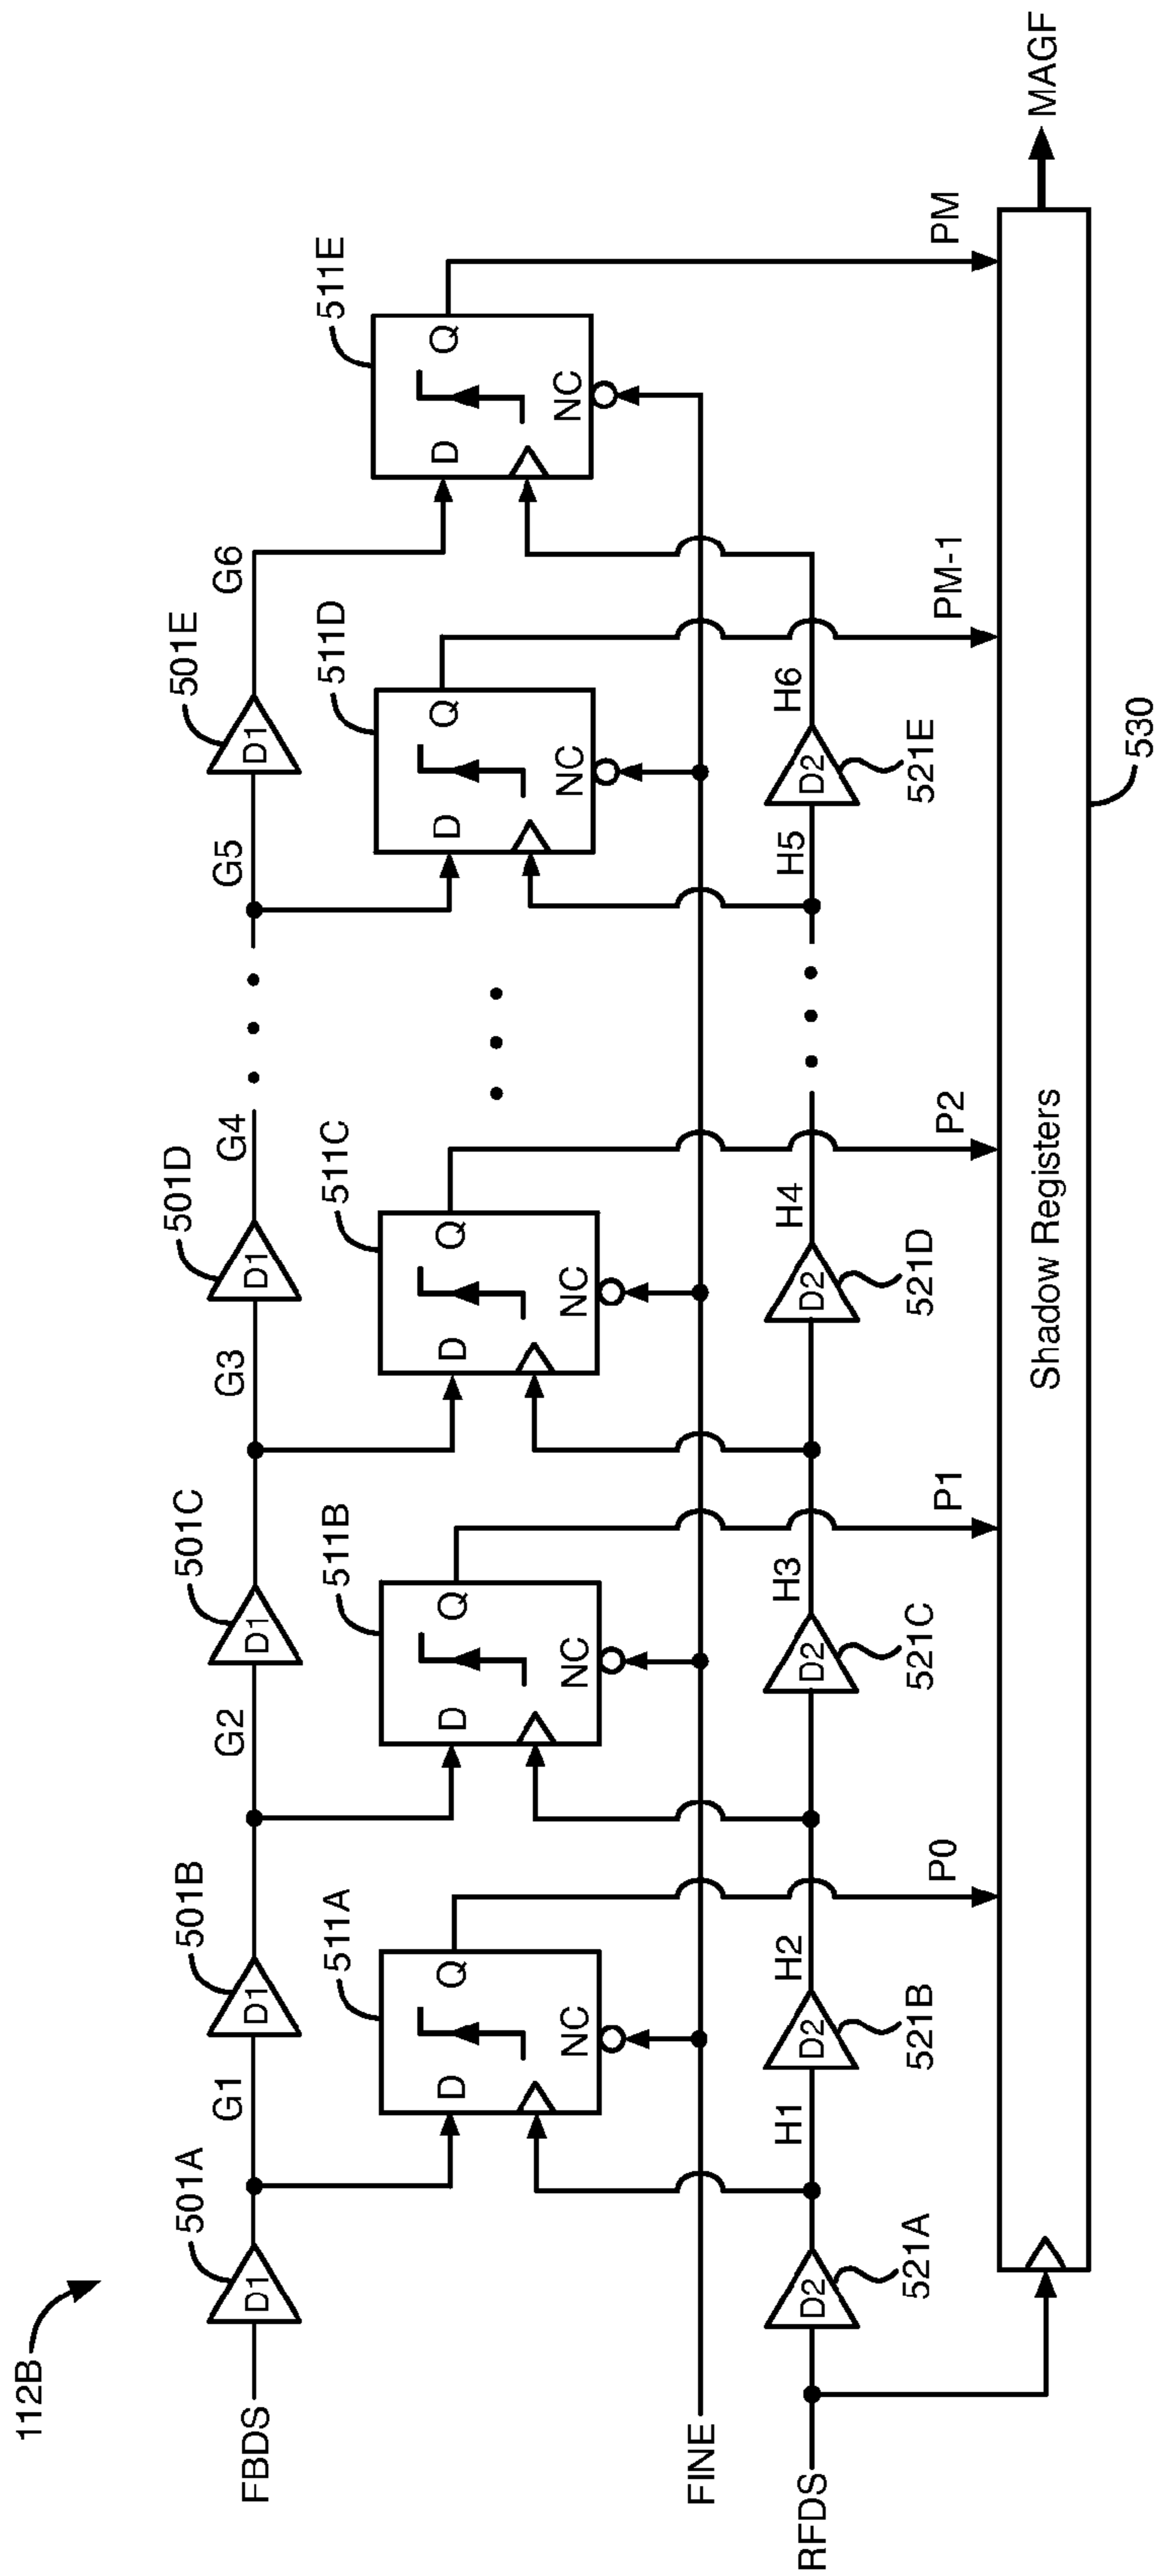 112B
FBDS
501A
D1
G1
501B
D1
G2
501C
D1
G3
501D
D1
G4
G5
501E
D1
G6
511A
D
Q
NC
511B
D
Q
NC
511C
D
Q
NC
511D
D
Q
NC
511E
D
Q
NC
FINE
RFDS
D2
521A
H1
D2
521B
H2
D2
521C
H3
D2
521D
H4
H5
D2
521E
H6
P0
P1
P2
PM-1
PM
Shadow Registers
530
MAGF